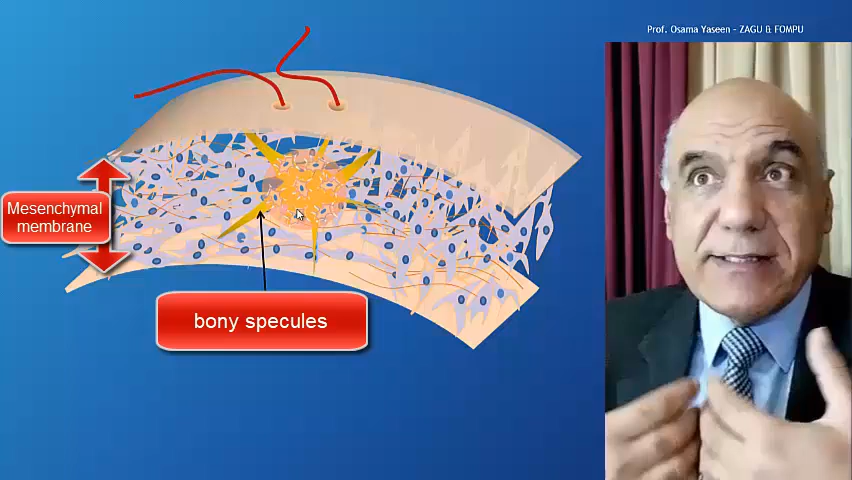 Prof. Osama Yaseen - ZAGU & FOMPU
Mesenchymal
membrane
bony specules